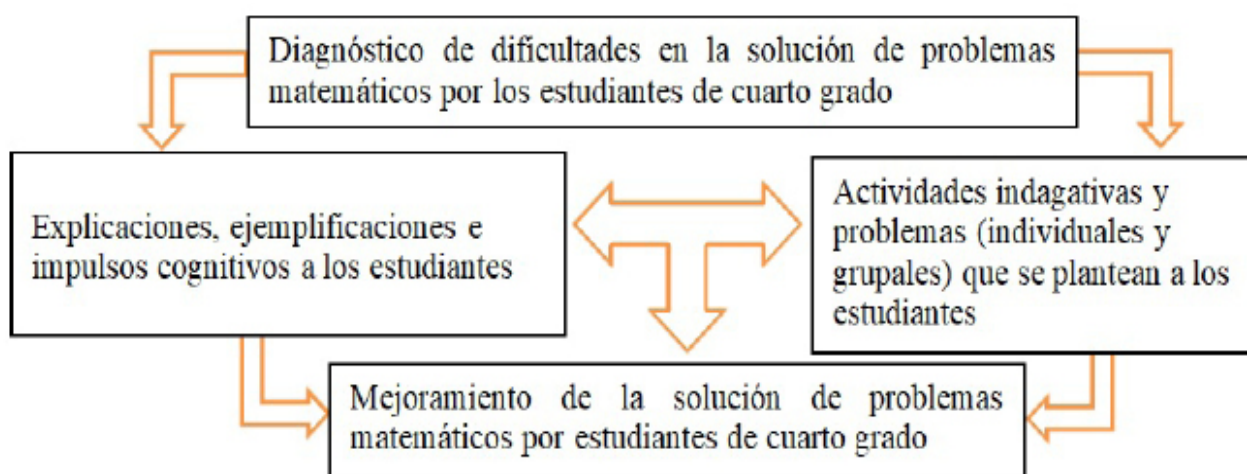 Diagnóstico de dificultades en la solución de problemas
matemáticos por los estudiantes de cuarto grado
Explicaciones, ejemplificaciones e
impulsos cognitivos a los estudiantes
Actividades indagativas y
problemas (individuales y
grupales) que se plantean a los
estudiantes
Mejoramiento de la solución de problemas
matemáticos por estudiantes de cuarto grado